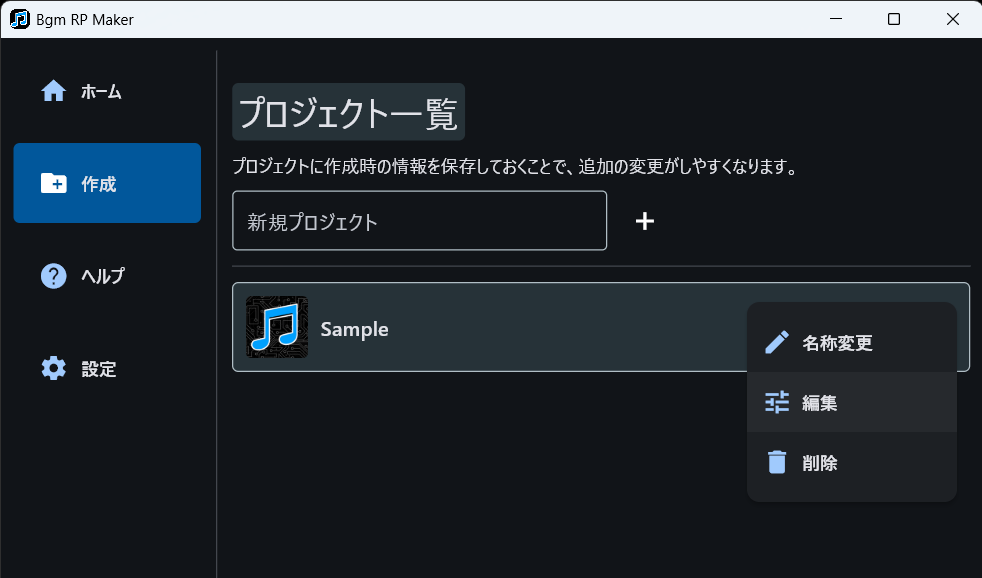 Bgm RP Maker
ホーム
作成
ヘルプ
設定
プロジェクト一覧
プロジェクトに作成時の情報を保存しておくことで、追加の変更がしやすくなります。
新規プロジェクト
Sample
名称変更
編集
削除